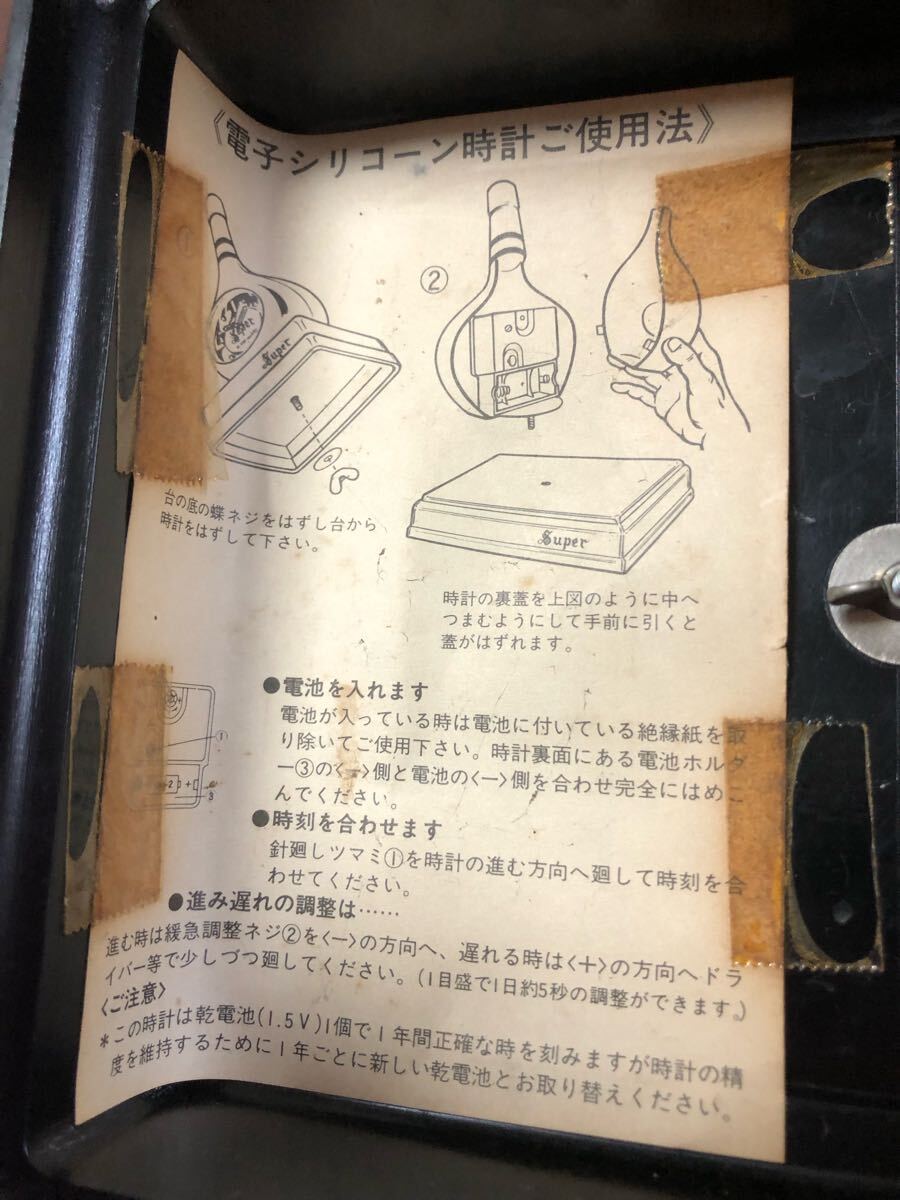 《電子シリコーン時計ご使用法》
Super
Super
②
台の底の蝶ネジをはずし台から
時計をはずして下さい。
Super
時計の裏蓋を上図のように中へ
つまむようにして手前に引くと
蓋がはずれます。
●電池を入れます
電池が入っている時は電池に付いている絶縁紙を取
り除いてご使用下さい。時計裏面にある電池ホルダ
ー③の〈ー〉側と電池の〈ー〉側を合わせ完全にはめこ
んでください。
①
2
3
●時刻を合わせます
針廻しツマミ①を時計の進む方向へ廻して時刻を合
わせてください。
●進み遅れの調整は……
進む時は緩急調整ネジ②を〈ー〉の方向へ、遅れる時は〈+〉の方向へドラ
イバー等で少しづつ廻してください。(1目盛で1日約5秒の調整ができます。)
〈ご注意〉
*この時計は乾電池(1.5V)1個で1年間正確な時を刻みますが時計の精
度を維持するために1年ごとに新しい乾電池とお取り替えください。